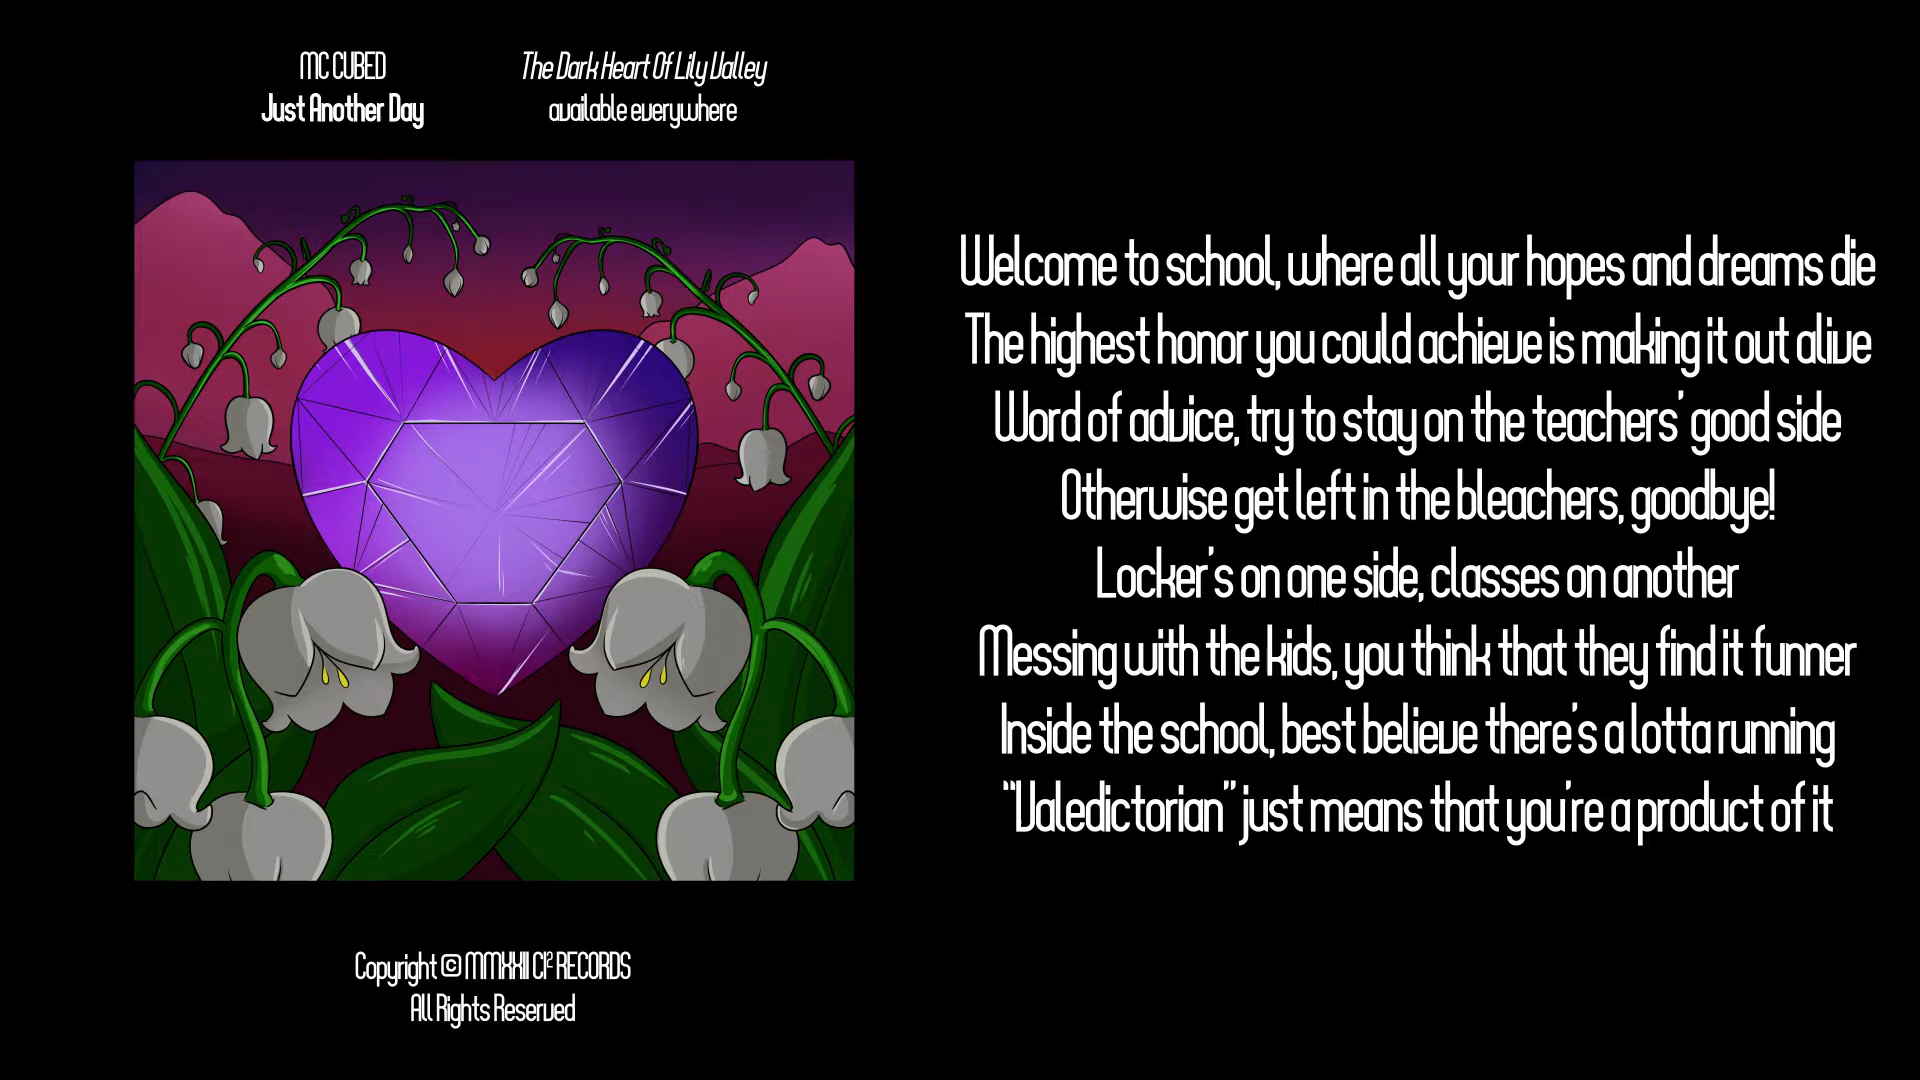 MC CUBED
Just Another Day
The Dark Heart Of Lily Valley
available everywhere
Welcome to school, where all your hopes and dreams die
The highest honor you could achieve is making it out alive
Word of advice, try to stay on the teachers' good side
Otherwise get left in the bleachers, goodbye!
Locker's on one side, classes on another
Messing with the kids, you think that they find it funner
Inside the school, best believe there's a lotta running
"Valedictorian" just means that you're a product of it
Copyright © MMXXII CI² RECORDS
All Rights Reserved